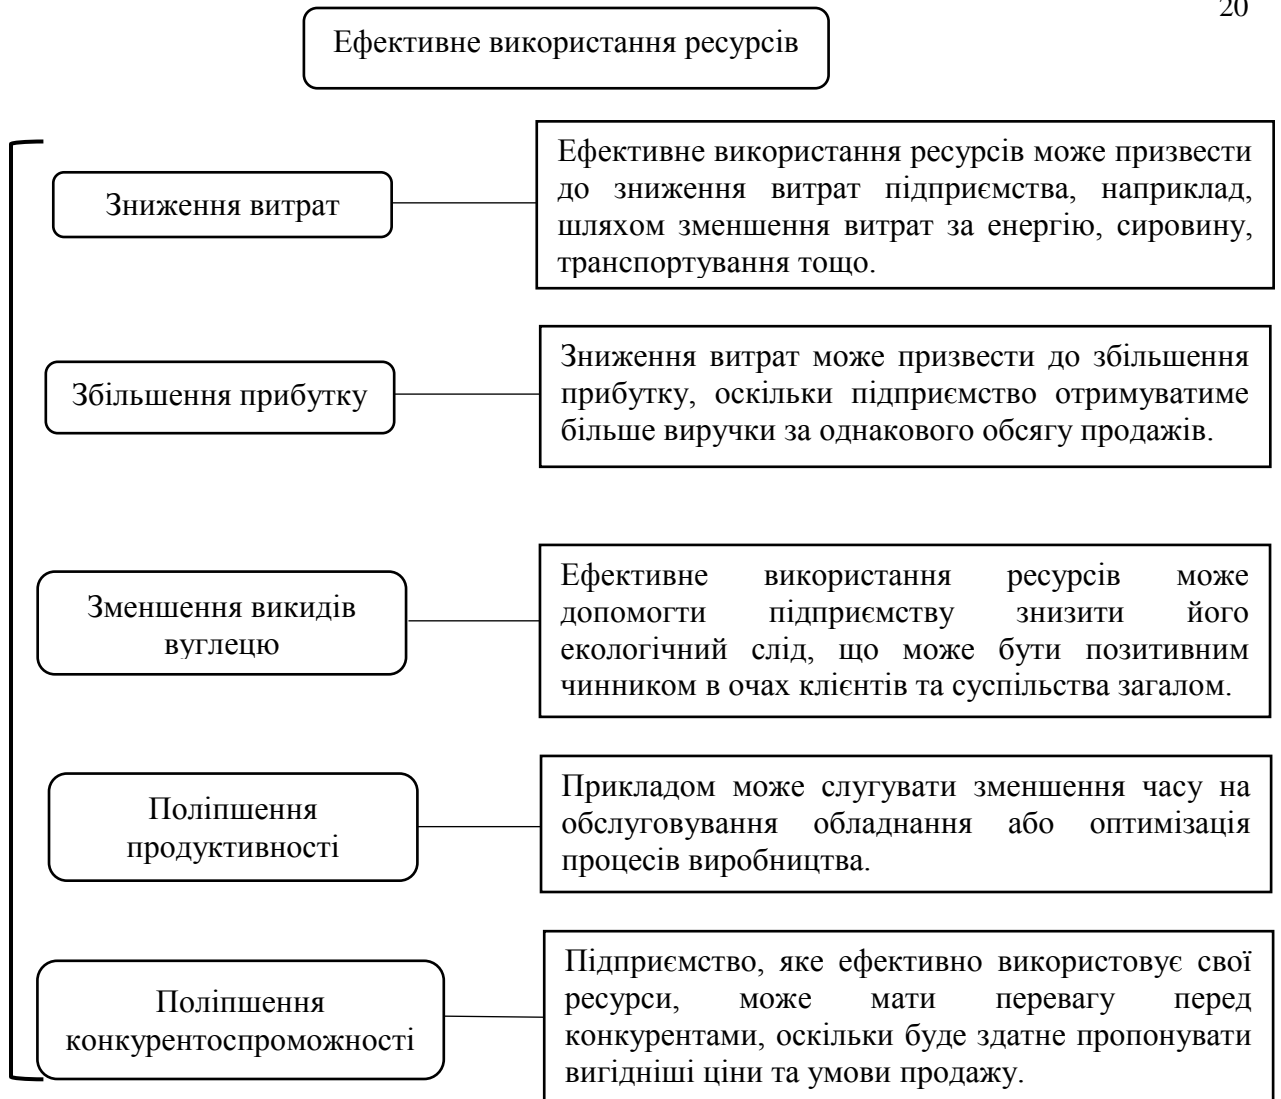 20
Ефективне використання ресурсів
Зниження витрат
Ефективне використання ресурсів може призвести
до зниження витрат підприємства, наприклад,
шляхом зменшення витрат за енергію, сировину,
транспортування тощо.
Збільшення прибутку
Зниження витрат може призвести до збільшення
прибутку, оскільки підприємство отримуватиме
більше виручки за однакового обсягу продажів.
Зменшення викидів
вуглецю
Ефективне використання ресурсів може
допомогти підприємству знизити його
екологічний слід, що може бути позитивним
чинником в очах клієнтів та суспільства загалом.
Поліпшення
продуктивності
Прикладом може слугувати зменшення часу на
обслуговування обладнання або оптимізація
процесів виробництва.
Поліпшення
конкурентоспроможності
Підприємство, яке ефективно використовує свої
ресурси, може мати перевагу перед
конкурентами, оскільки буде здатне пропонувати
вигідніші ціни та умови продажу.